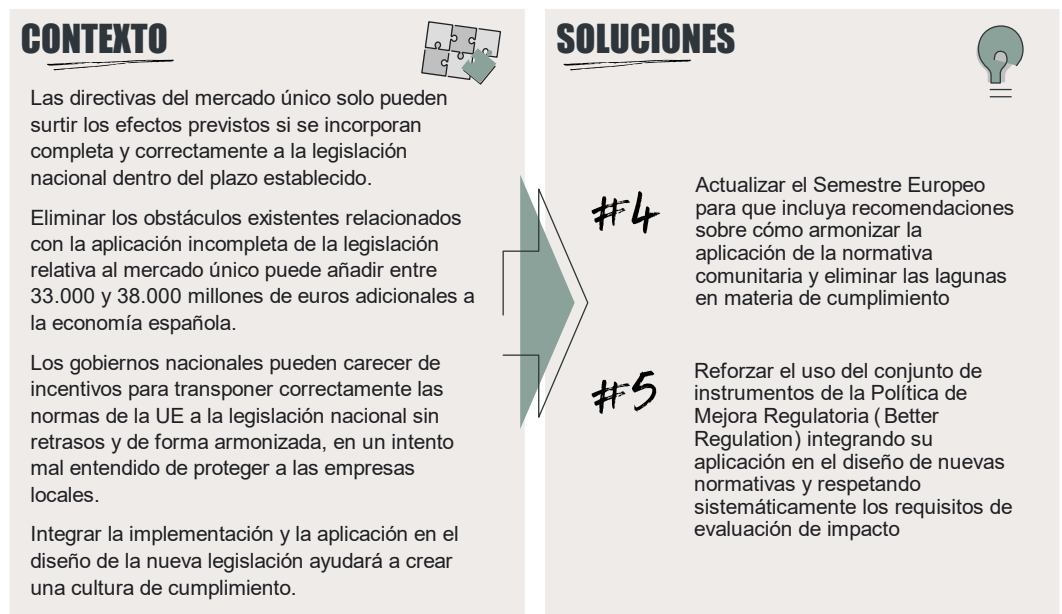 CONTEXTO
Las directivas del mercado único solo pueden
surtir los efectos previstos si se incorporan
completa y correctamente a la legislación
nacional dentro del plazo establecido.
Eliminar los obstáculos existentes relacionados
con la aplicación incompleta de la legislación
relativa al mercado único puede añadir entre
33.000 y 38.000 millones de euros adicionales a
la economía española.
Los gobiernos nacionales pueden carecer de
incentivos para transponer correctamente las
normas de la UE a la legislación nacional sin
retrasos y de forma armonizada, en un intento
mal entendido de proteger a las empresas
locales.
Integrar la implementación y la aplicación en el
diseño de la nueva legislación ayudará a crear
una cultura de cumplimiento.
SOLUCIONES
#4
Actualizar el Semestre Europeo
para que incluya recomendaciones
sobre cómo armonizar la
aplicación de la normativa
comunitaria y eliminar las lagunas
en materia de cumplimiento
#5
Reforzar el uso del conjunto de
instrumentos de la Política de
Mejora Regulatoria (Better
Regulation) integrando su
aplicación en el diseño de nuevas
normativas y respetando
sistemáticamente los requisitos de
evaluación de impacto